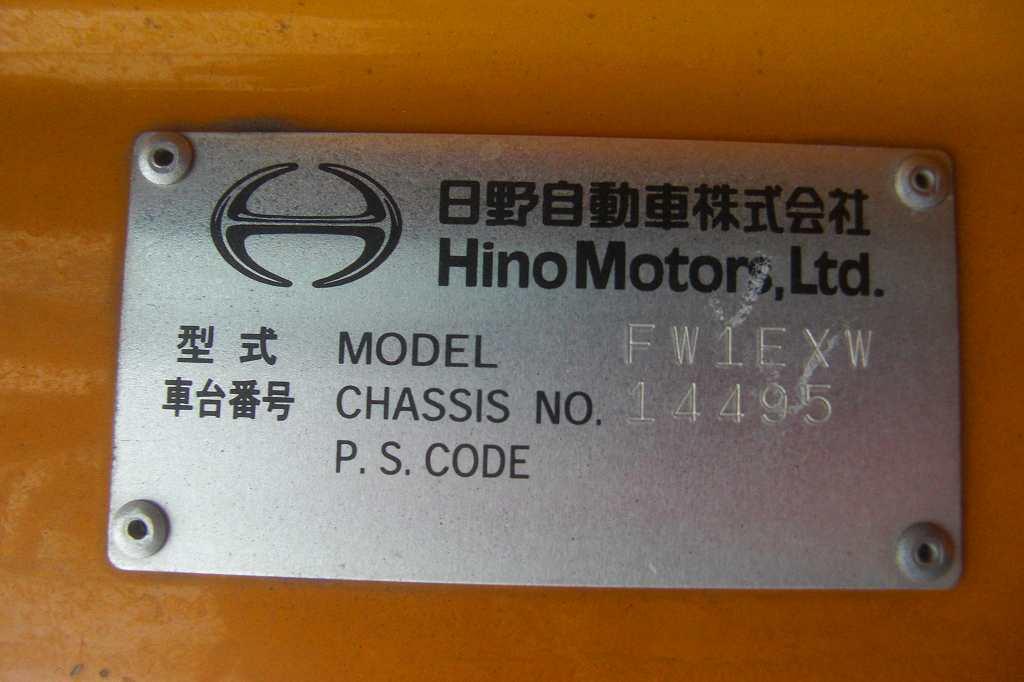 日野自動車株式会社
Hino Motors, Ltd.
型式 MODEL FW1EXW
車台番号 CHASSIS NO. 14495
P. S. CODE